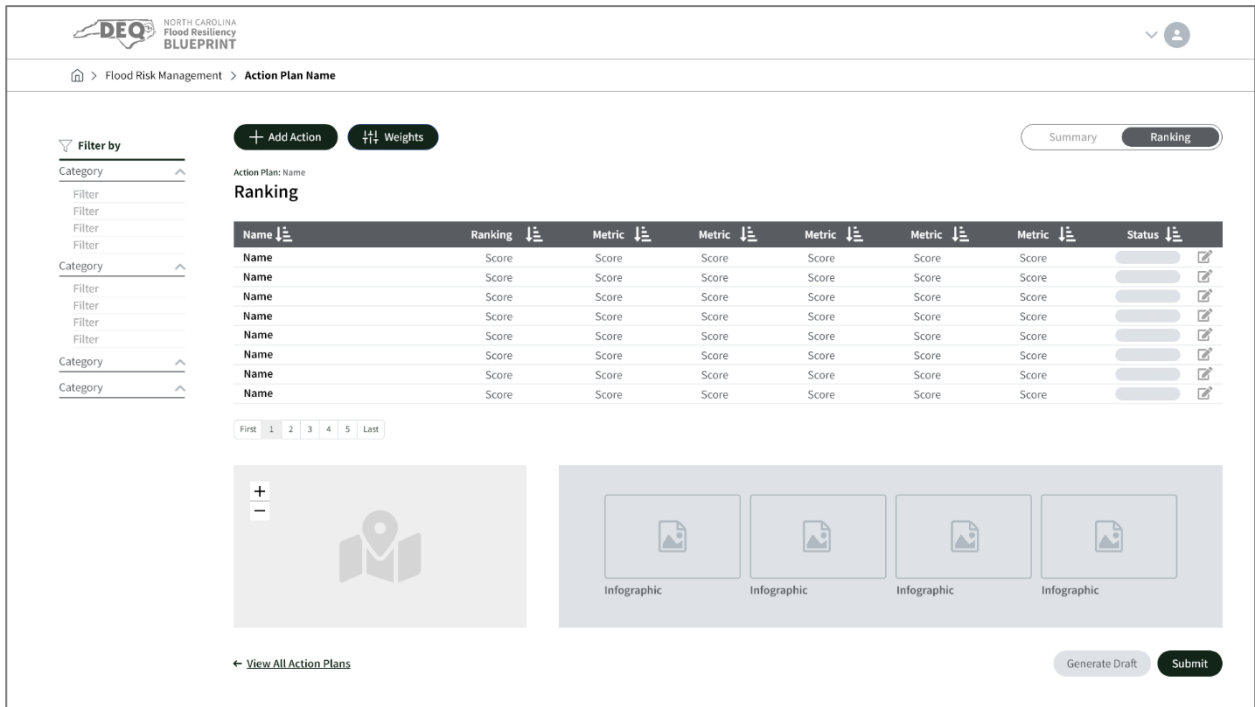 DEQ
NORTH CAROLINA
Flood Resiliency
BLUEPRINT
> Flood Risk Management > Action Plan Name
Filter by
Category
Filter
Filter
Filter
Filter
Category
Filter
Filter
Filter
Filter
Category
Category
+ Add Action Weights
Summary Ranking
Action Plan: Name
Ranking
Name Ranking Metric Metric Metric Metric Metric Status
Name Score Score Score Score Score Score
Name Score Score Score Score Score Score
Name Score Score Score Score Score Score
Name Score Score Score Score Score Score
Name Score Score Score Score Score Score
Name Score Score Score Score Score Score
Name Score Score Score Score Score Score
Name Score Score Score Score Score Score
First 1 2 3 4 5 Last
+
−
Infographic Infographic Infographic Infographic
← View All Action Plans
Generate Draft Submit